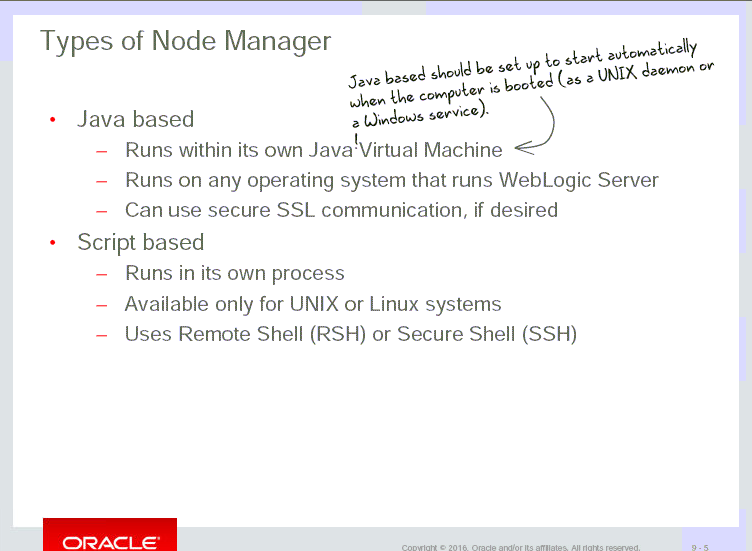 Types of Node Manager
Java based should be set up to start automatically
when the computer is booted (as a UNIX daemon or
a Windows service).
!
• Java based
– Runs within its own Java Virtual Machine
– Runs on any operating system that runs WebLogic Server
– Can use secure SSL communication, if desired
• Script based
– Runs in its own process
– Available only for UNIX or Linux systems
– Uses Remote Shell (RSH) or Secure Shell (SSH)
ORACLE®
Copyright © 2016, Oracle and/or its affiliates. All rights reserved.
9 - 5